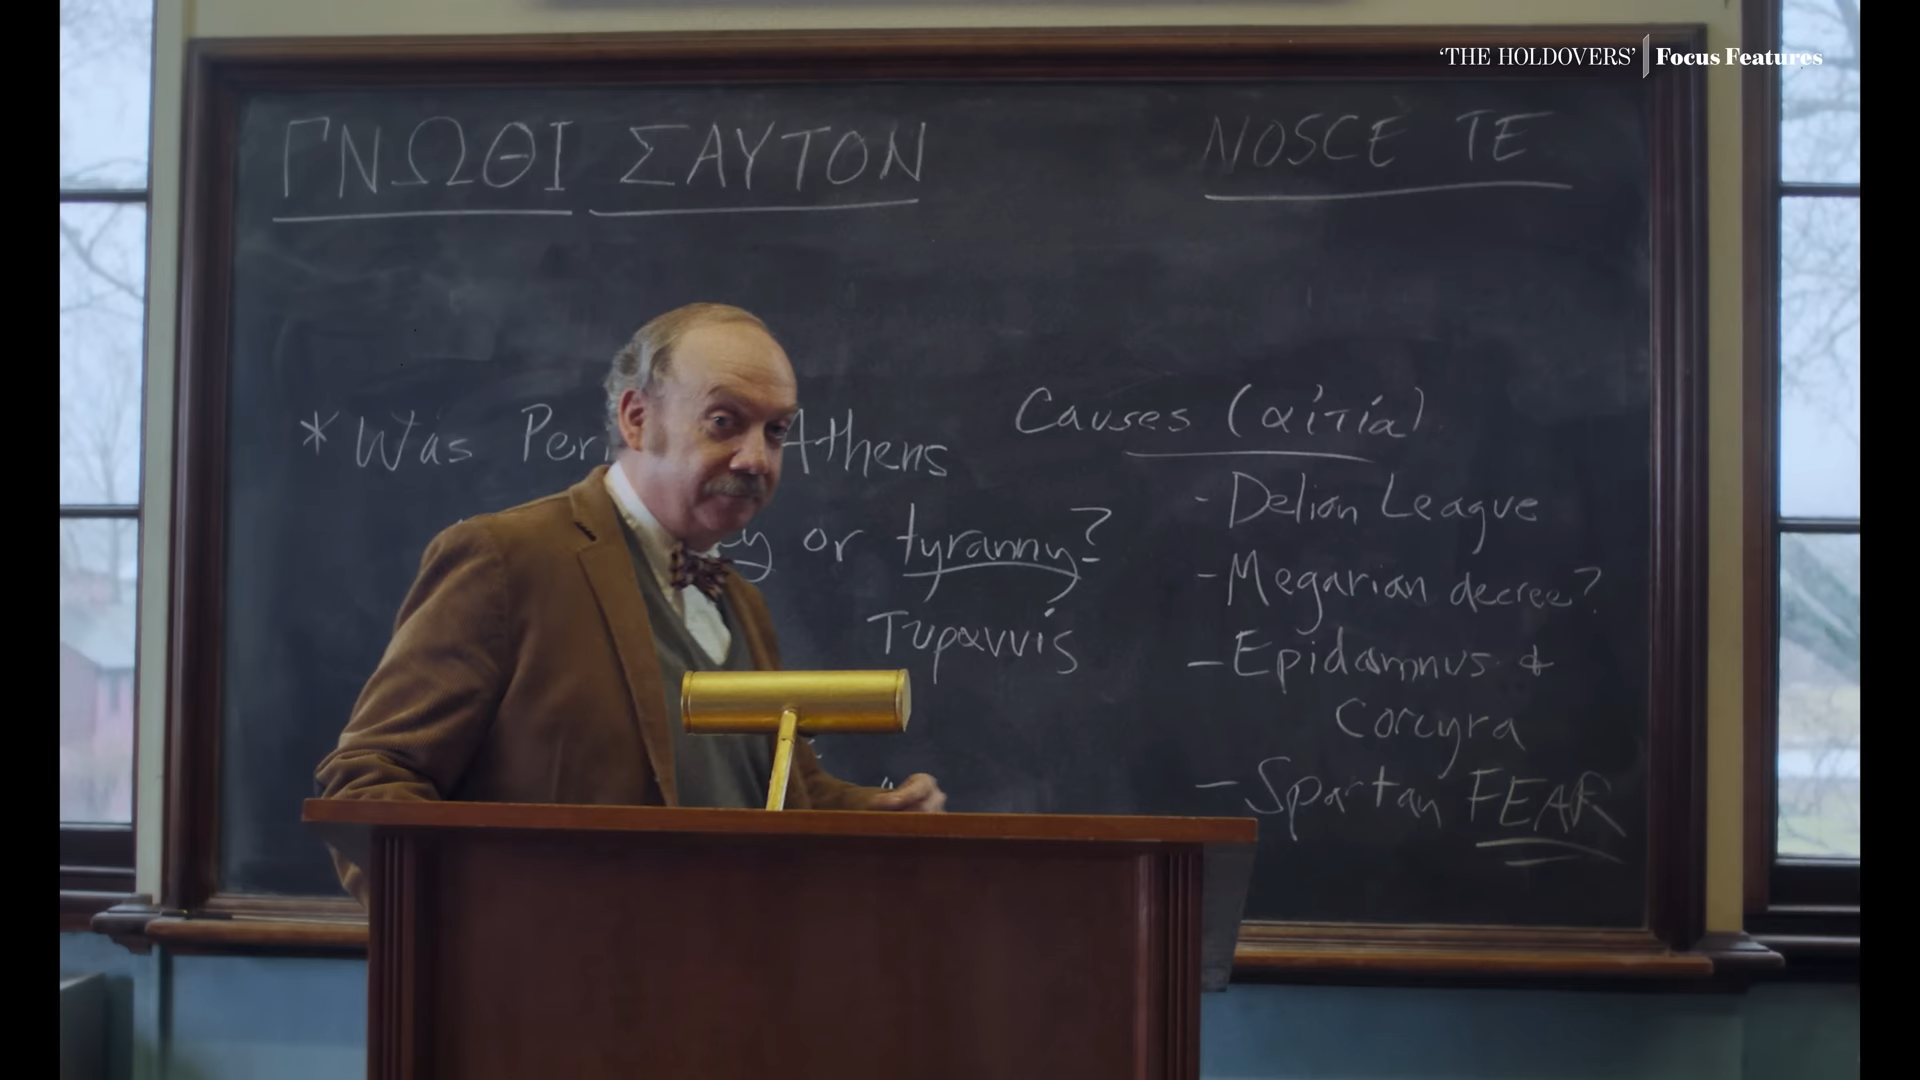 'THE HOLDOVERS' | Focus Features
ΓΝΩΘΙ ΣΑΥΤΟΝ
NOSCE TE
* Was Athens
or tyranny?
Τυραννίς
Causes (αἰτία)
- Delian League
- Megarian decree?
- Epidamnus &
Corcyra
- Spartan FEAR